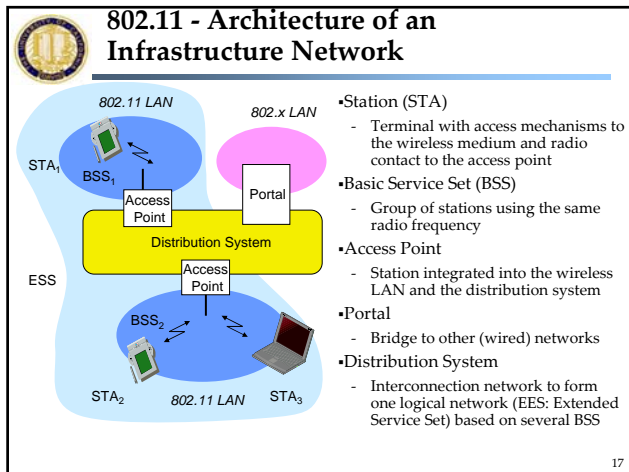 802.11 - Architecture of an
Infrastructure Network
802.11 LAN
802.x LAN
STA1
BSS1
Access
Point
Portal
Distribution System
Access
Point
ESS
BSS2
STA2
802.11 LAN
STA3
▪Station (STA)
- Terminal with access mechanisms to
the wireless medium and radio
contact to the access point
▪Basic Service Set (BSS)
- Group of stations using the same
radio frequency
▪Access Point
- Station integrated into the wireless
LAN and the distribution system
▪Portal
- Bridge to other (wired) networks
▪Distribution System
- Interconnection network to form
one logical network (EES: Extended
Service Set) based on several BSS
17